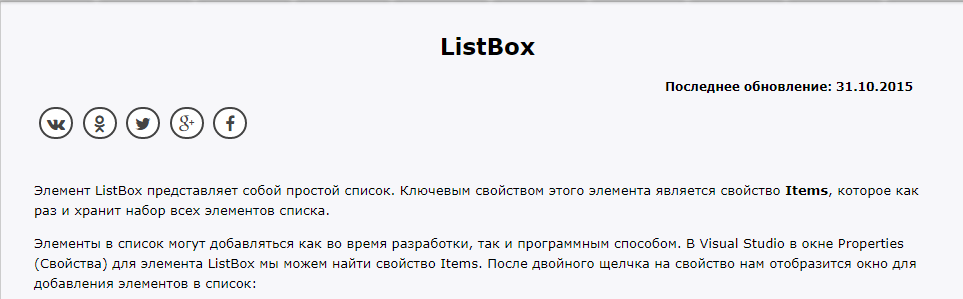 ListBox
Последнее обновление: 31.10.2015
Элемент ListBox представляет собой простой список. Ключевым свойством этого элемента является свойство Items, которое как
раз и хранит набор всех элементов списка.
Элементы в список могут добавляться как во время разработки, так и программным способом. В Visual Studio в окне Properties
(Свойства) для элемента ListBox мы можем найти свойство Items. После двойного щелчка на свойство нам отобразится окно для
добавления элементов в список: